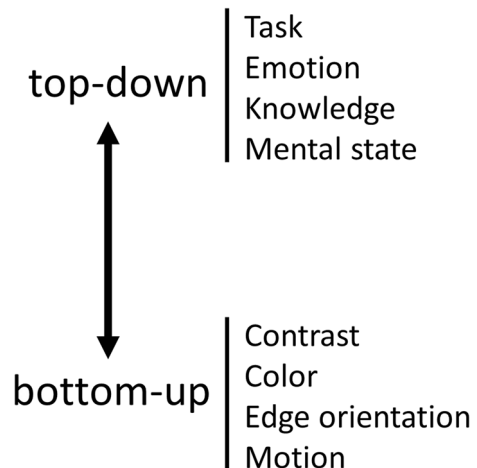 top-down
Task
Emotion
Knowledge
Mental state
bottom-up
Contrast
Color
Edge orientation
Motion